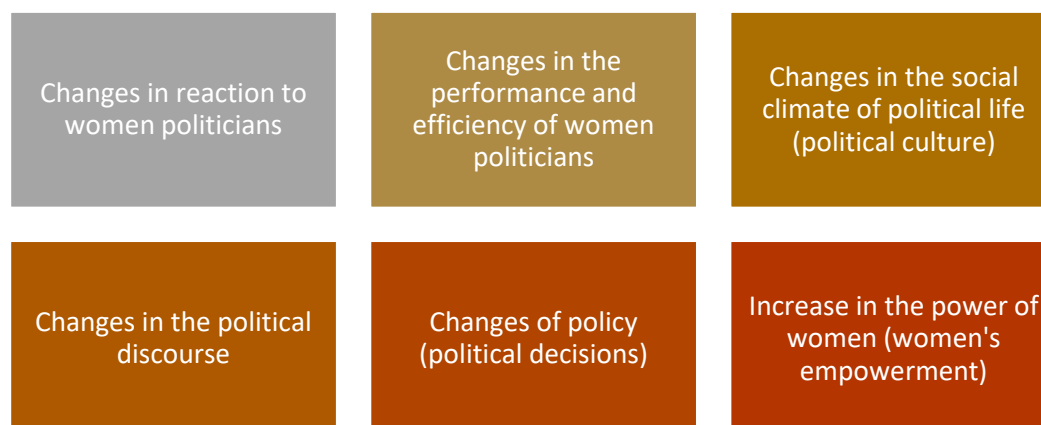 Changes in reaction to
women politicians
Changes in the
performance and
efficiency of women
politicians
Changes in the social
climate of political life
(political culture)
Changes in the political
discourse
Changes of policy
(political decisions)
Increase in the power of
women (women's
empowerment)